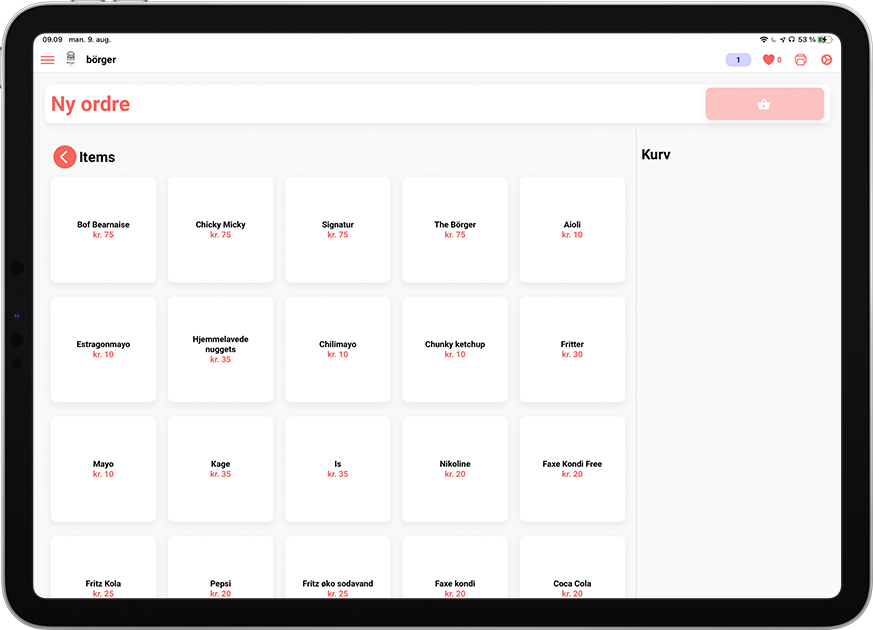 09.09 man. 9. aug.
53 %
börger
1
0
Ny ordre
Items
Kurv
Bof Bearnaise
kr. 75
Chicky Micky
kr. 75
Signatur
kr. 75
The Börger
kr. 75
Aioli
kr. 10
Estragonmayo
kr. 10
Hjemmelavede
nuggets
kr. 35
Chilimayo
kr. 10
Chunky ketchup
kr. 10
Fritter
kr. 30
Mayo
kr. 10
Kage
kr. 35
Is
kr. 35
Nikoline
kr. 20
Faxe Kondi Free
kr. 20
Fritz Kola
kr. 25
Pepsi
kr. 20
Fritz øko sodavand
kr. 25
Faxe kondi
kr. 20
Coca Cola
kr. 20